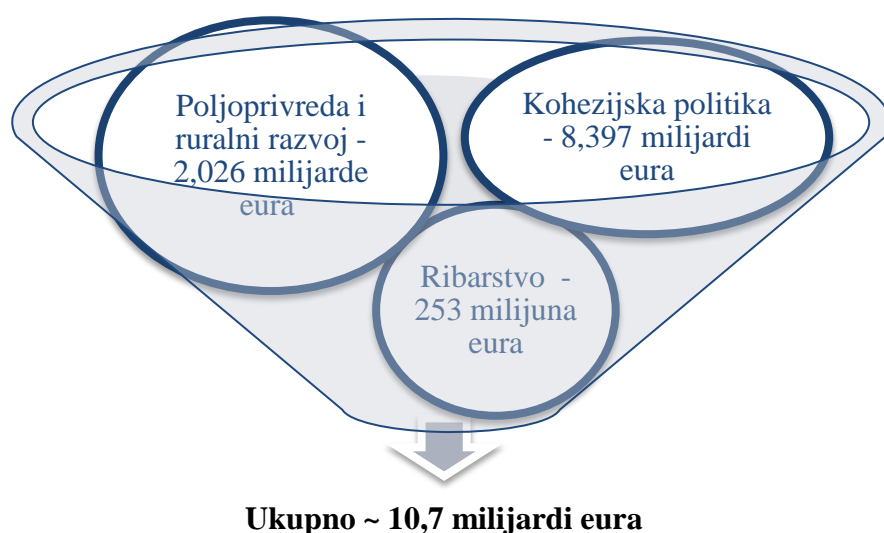 Poljoprivreda i
ruralni razvoj -
2,026 milijarde
eura
Kohezijska politika
- 8,397 milijardi
eura
Ribarstvo -
253 milijuna
eura
Ukupno ~ 10,7 milijardi eura